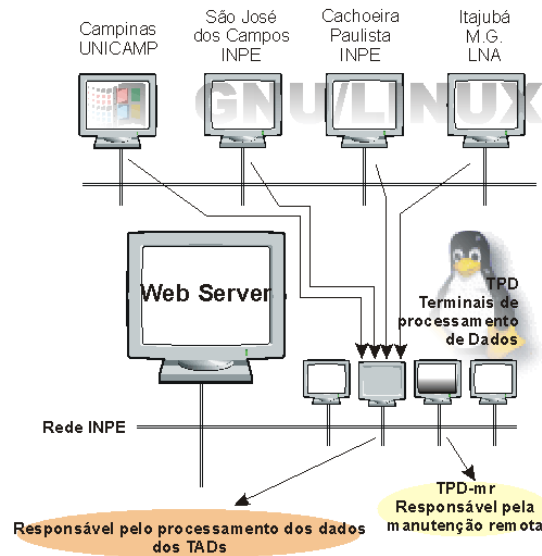 Campinas
UNICAMP
São José
dos Campos
INPE
Cachoeira
Paulista
INPE
Itajubá
M.G.
LNA
GNU/LINUX
Web Server
TPD
Terminais de
processamento
de Dados
Rede INPE
TPD-mr
Responsável pela
manutenção remota
Responsável pelo processamento dos dados
dos TADs